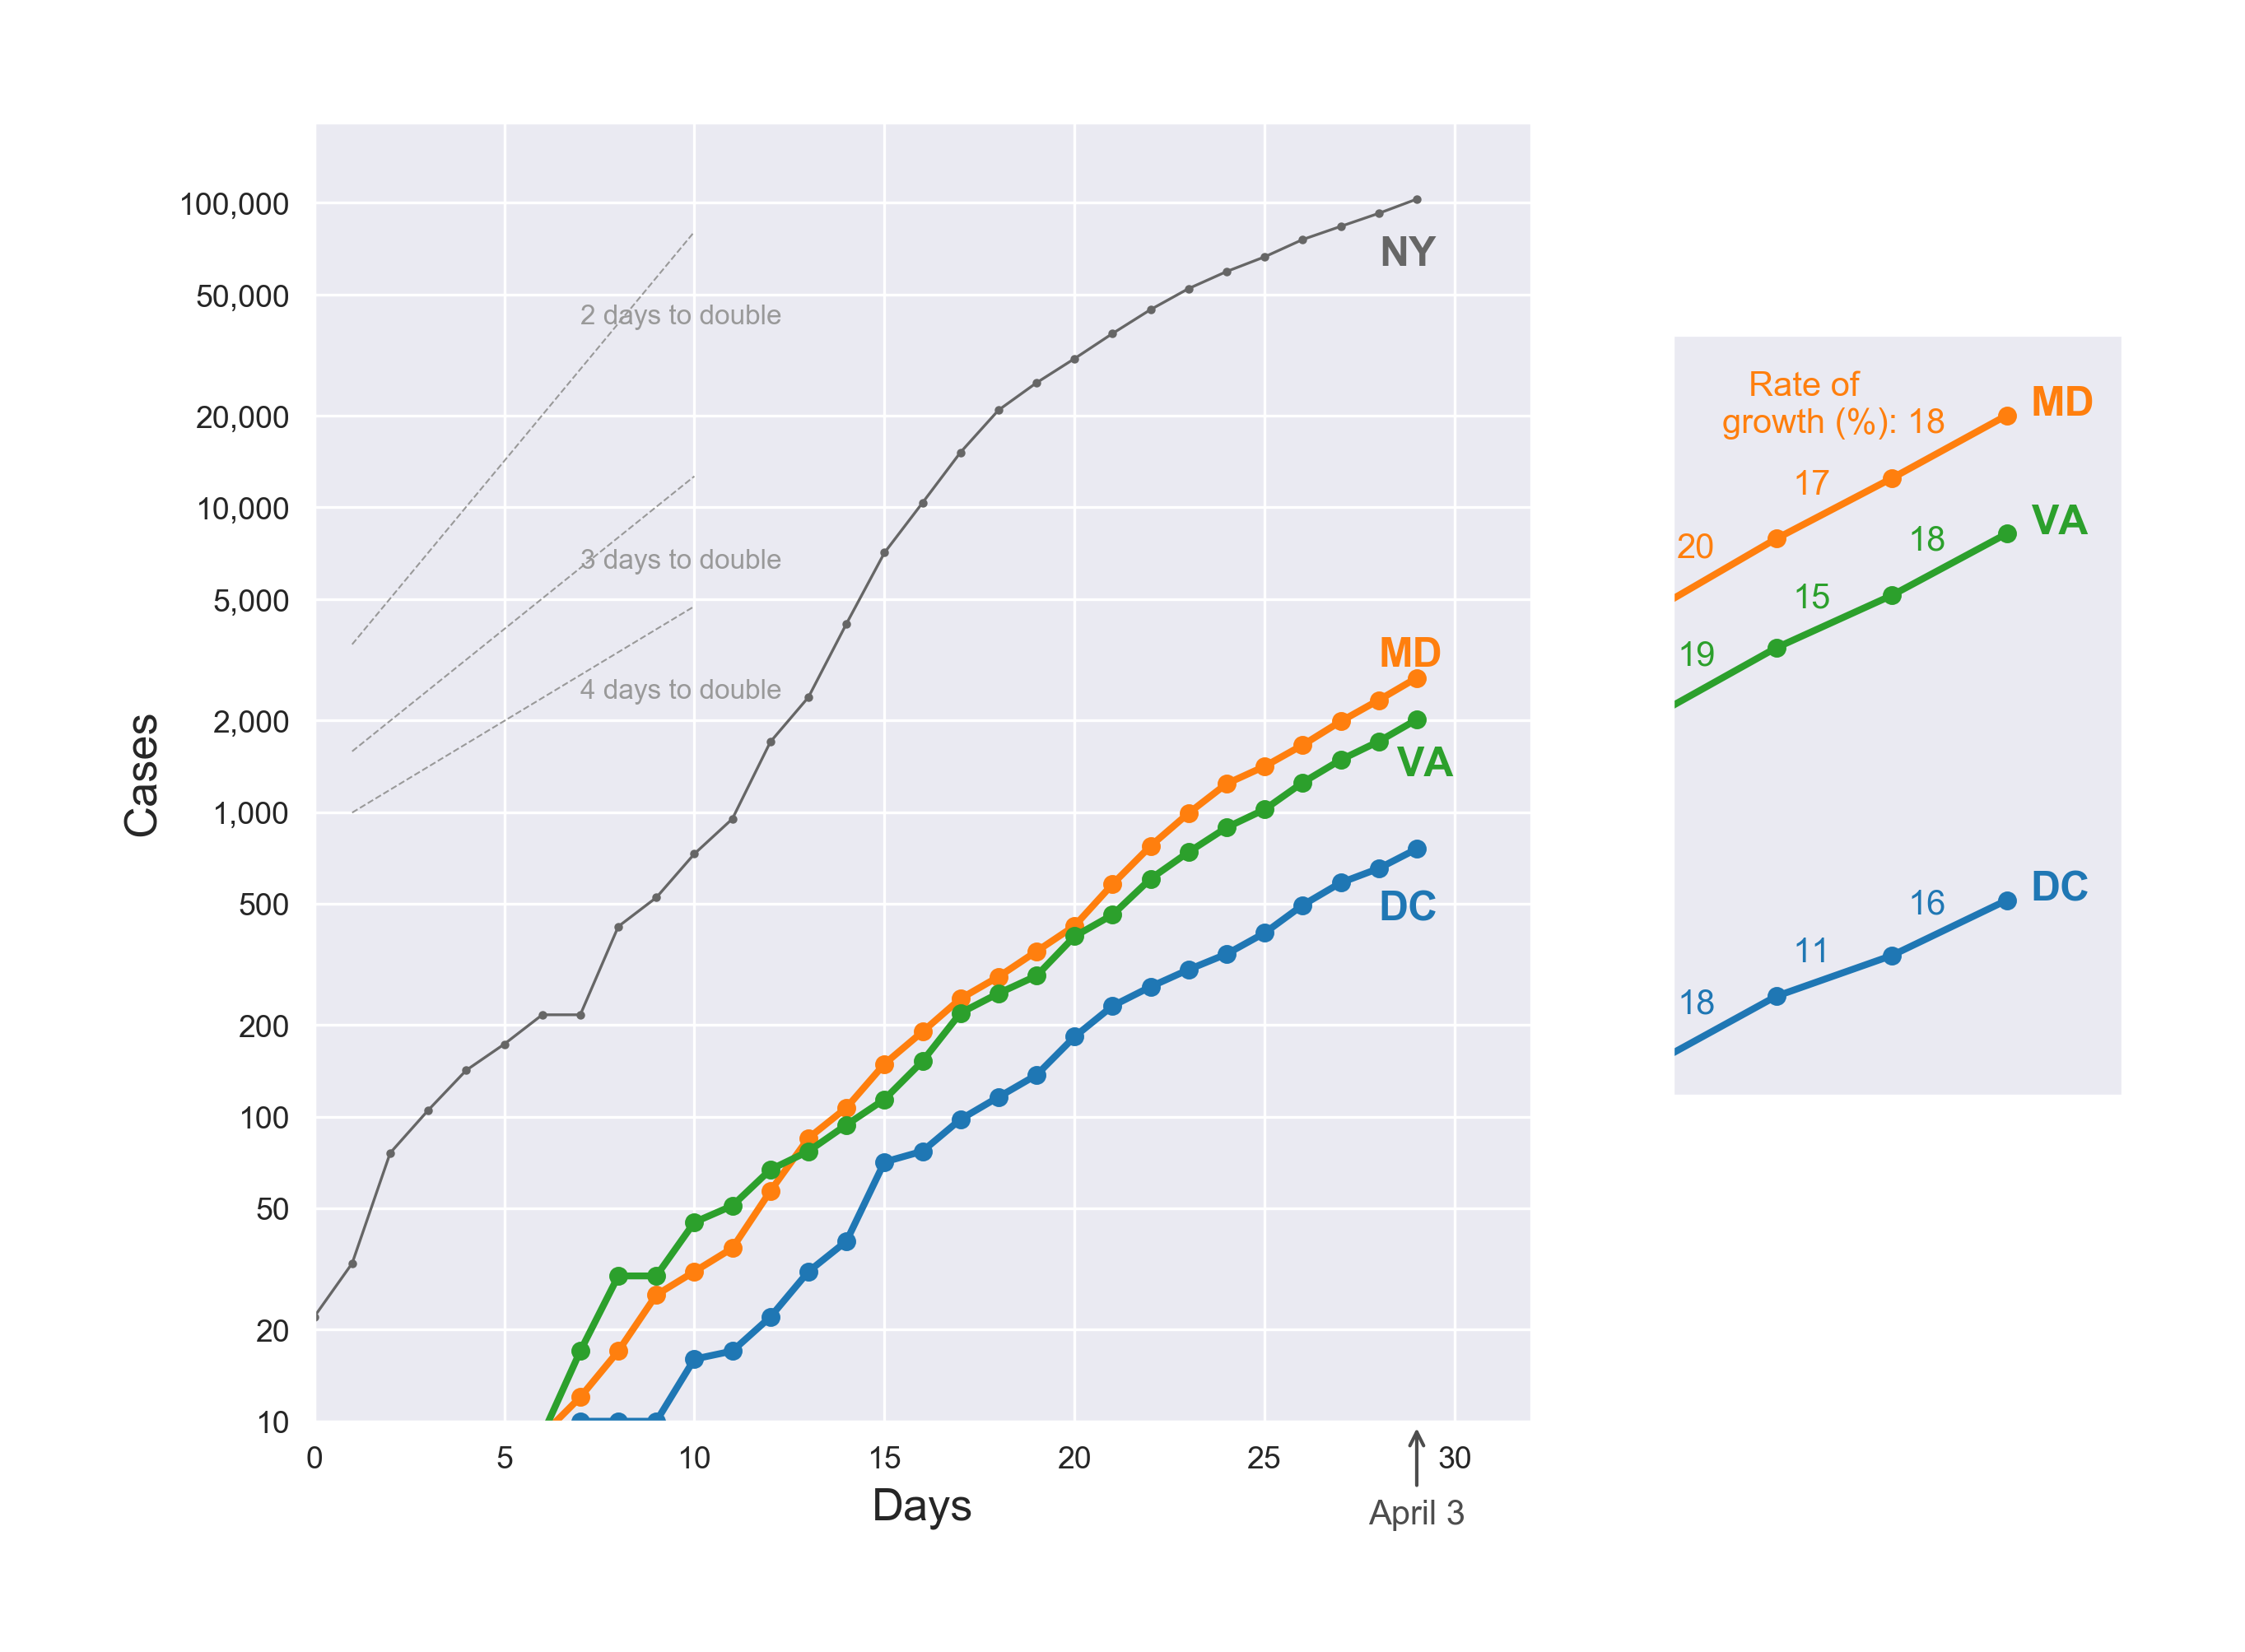 100,000
50,000
20,000
10,000
5,000
2,000
1,000
500
200
100
50
20
10
Cases
0 5 10 15 20 25 30
Days
April 3
2 days to double
3 days to double
4 days to double
NY
MD
VA
DC
Rate of
growth (%): 18
17
20
MD
18
15
19
VA
16
11
18
DC